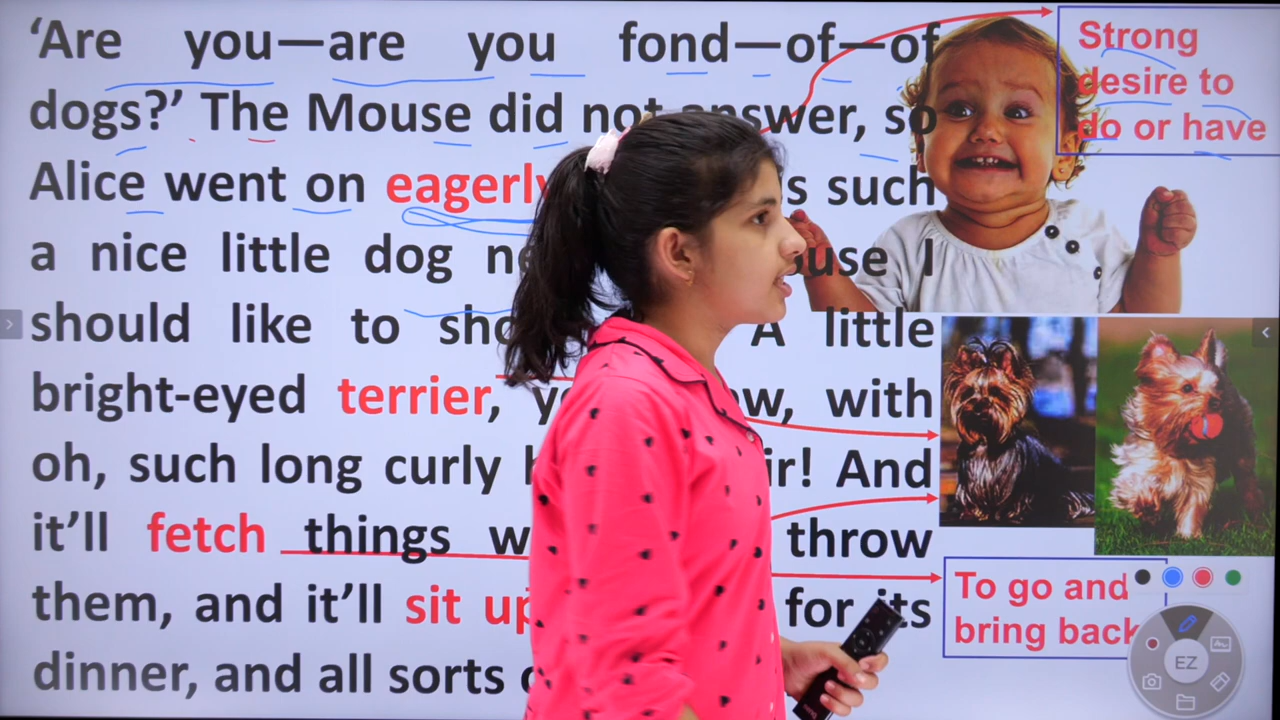 ‘Are you—are you fond—of—of
dogs?’ The Mouse did not answer, so
Alice went on eagerly such
a nice little dog I
should like to A little
bright-eyed terrier, with
oh, such long curly And
it’ll fetch things throw
them, and it’ll sit up for its
dinner, and all sorts
Strong
desire to
do or have
To go and
bring back
EZ